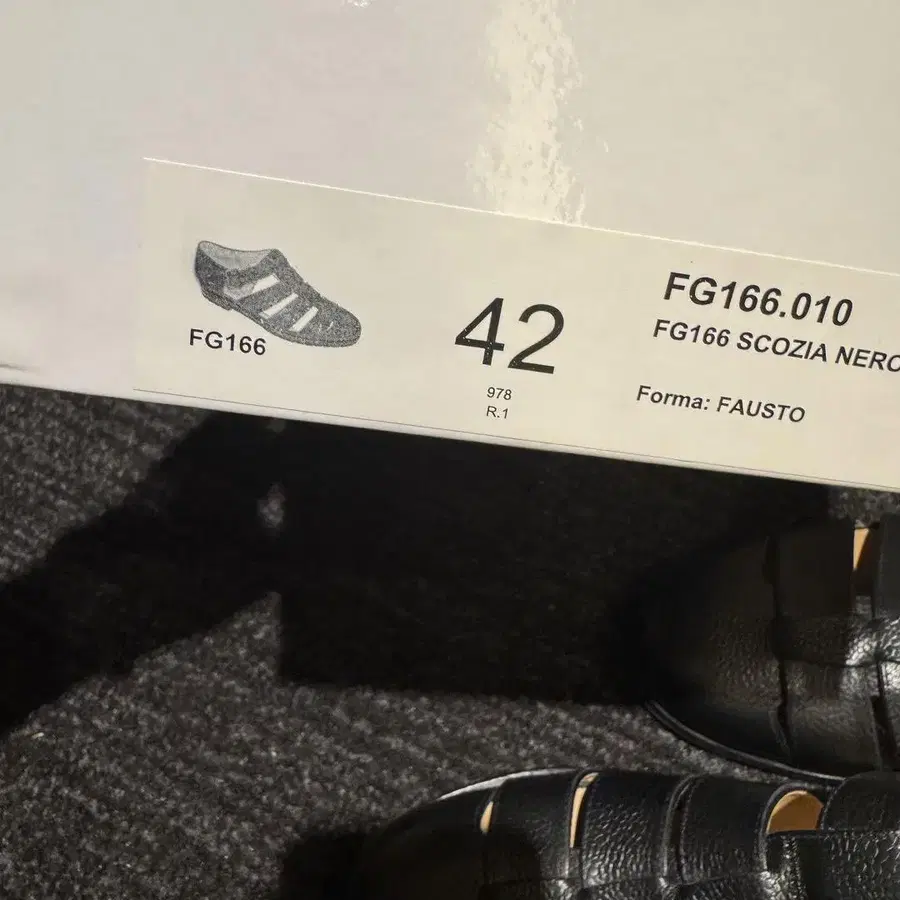 FG166
42
978
R.1
FG166.010
FG166 SCOZIA NERO
Forma: FAUSTO